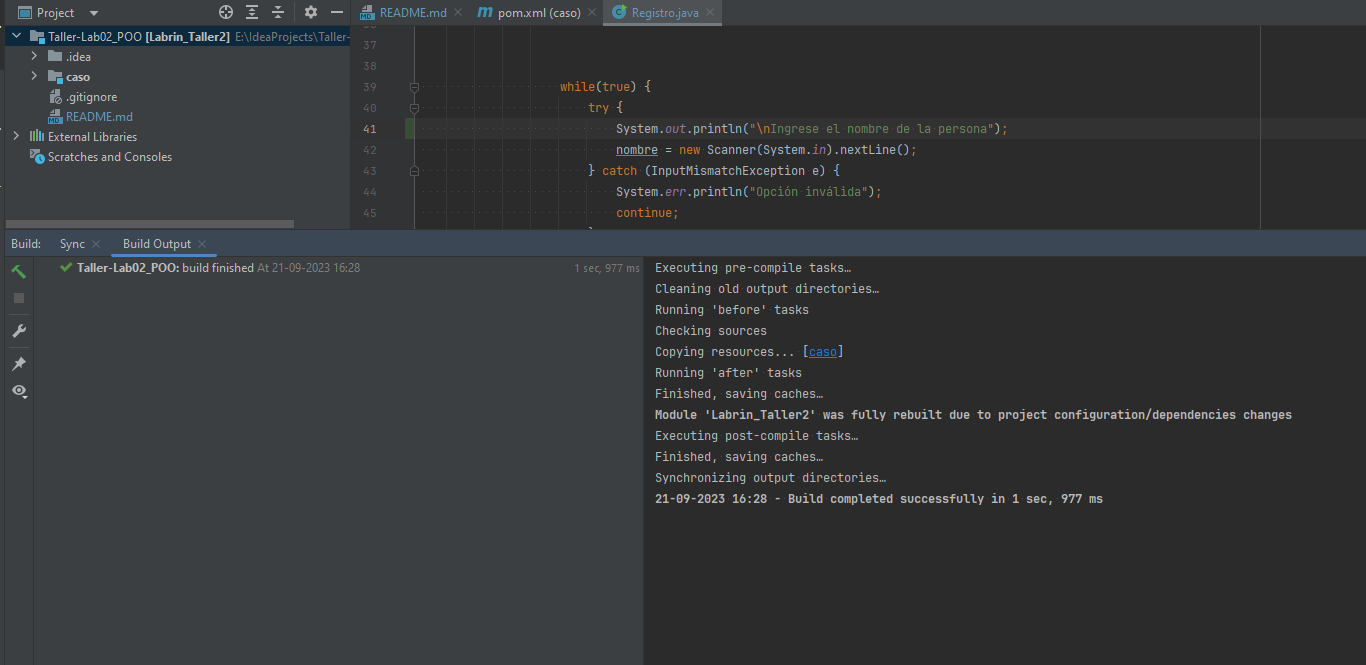 Project
Taller-Lab02_POO [Labrin_Taller2] E:\IdeaProjects\Taller-
.idea
caso
.gitignore
README.md
External Libraries
Scratches and Consoles
README.md
pom.xml (caso)
Registro.java
37
38
39 while(true) {
40 try {
41 System.out.println("\nIngrese el nombre de la persona");
42 nombre = new Scanner(System.in).nextLine();
43 } catch (InputMismatchException e) {
44 System.err.println("Opción inválida");
45 continue;
Build: Sync Build Output
Taller-Lab02_POO: build finished At 21-09-2023 16:28 1 sec, 977 ms
Executing pre-compile tasks…
Cleaning old output directories…
Running 'before' tasks
Checking sources
Copying resources... [caso]
Running 'after' tasks
Finished, saving caches…
Module 'Labrin_Taller2' was fully rebuilt due to project configuration/dependencies changes
Executing post-compile tasks…
Finished, saving caches…
Synchronizing output directories…
21-09-2023 16:28 - Build completed successfully in 1 sec, 977 ms